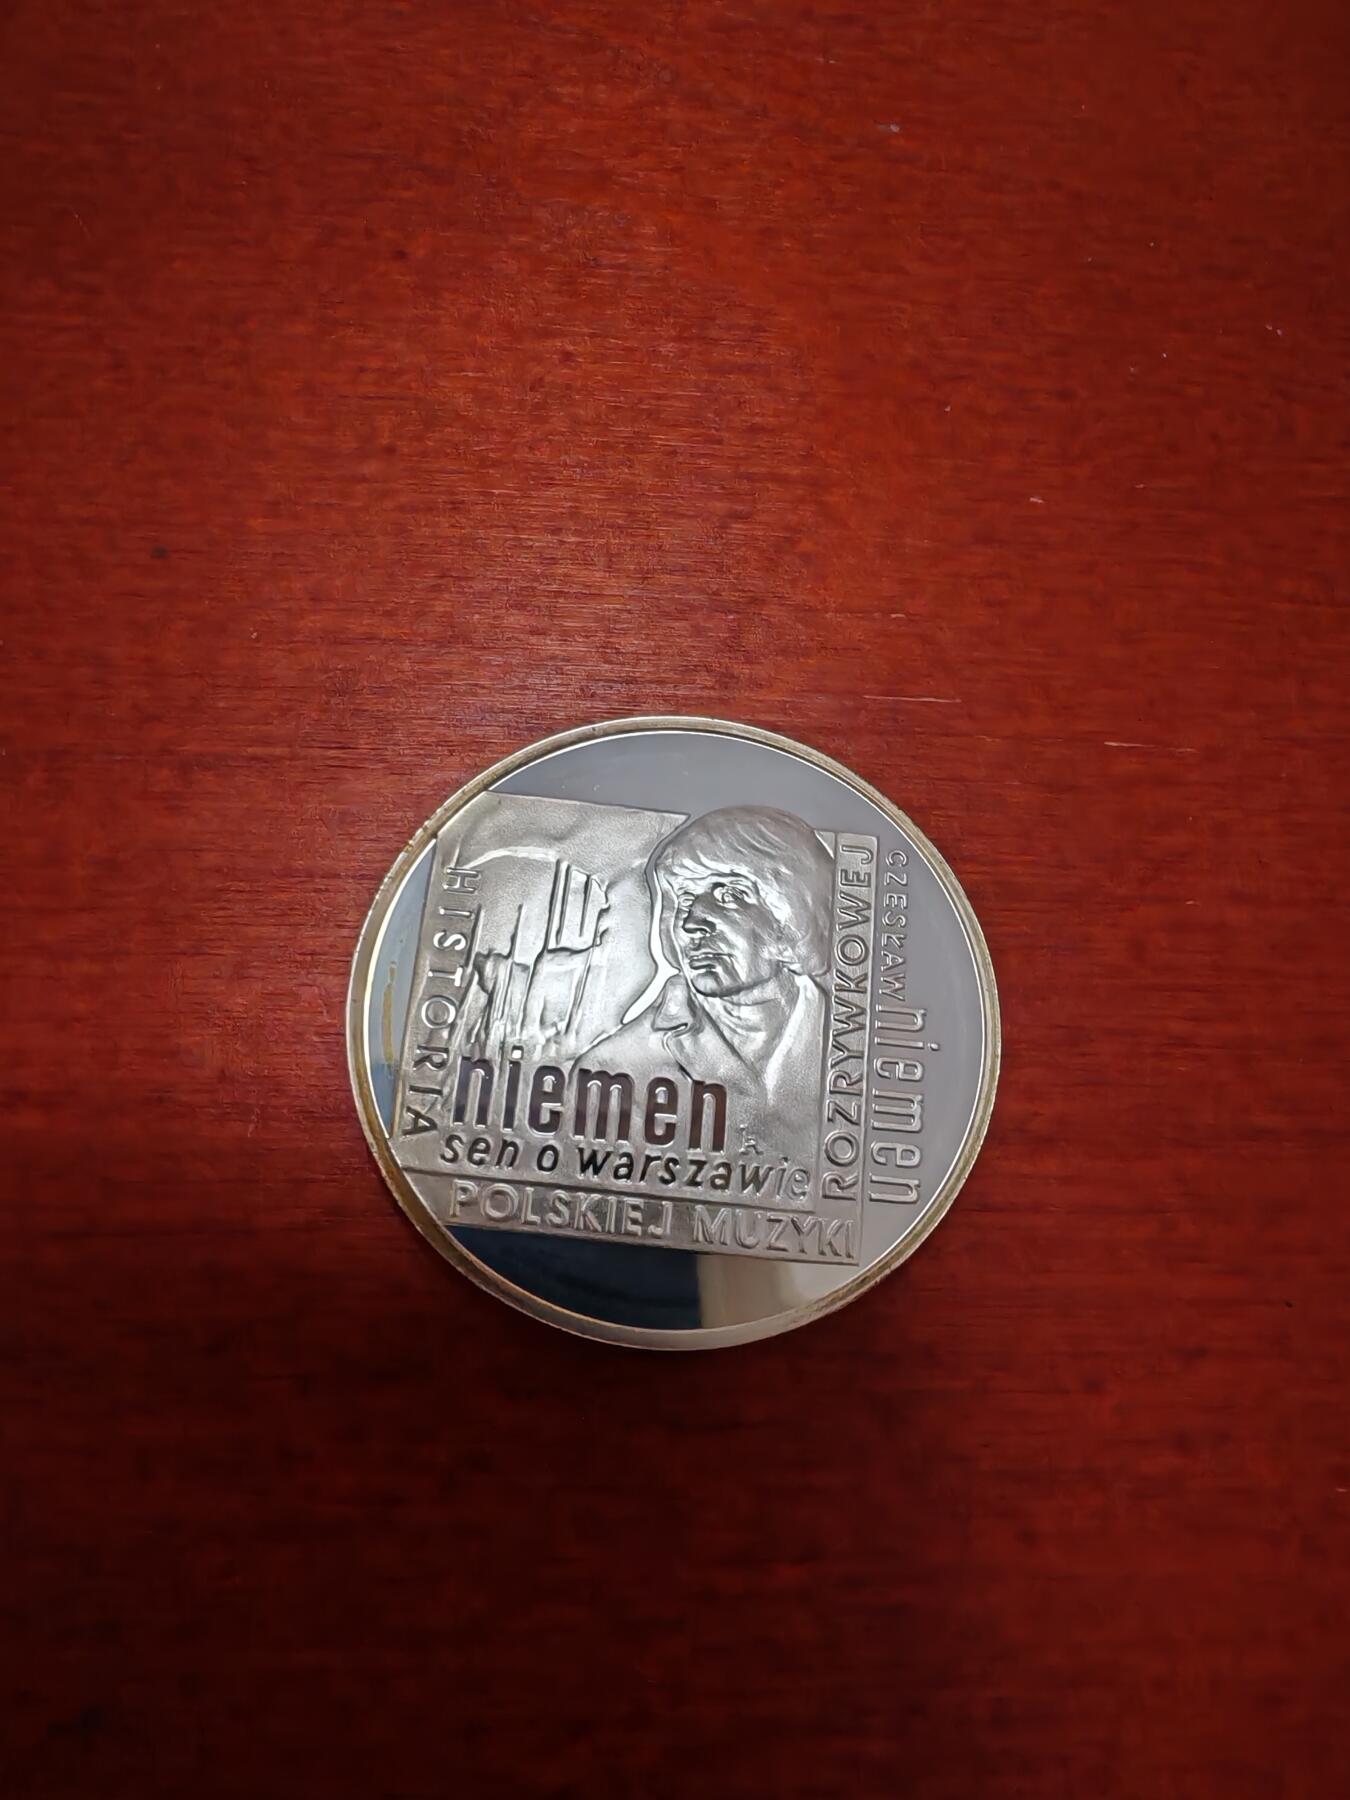 HISTORIA
niemen
sen o warszawie
POLSKIEJ MUZYKI
ROZRYWKOWEJ
CZESŁAW niemen